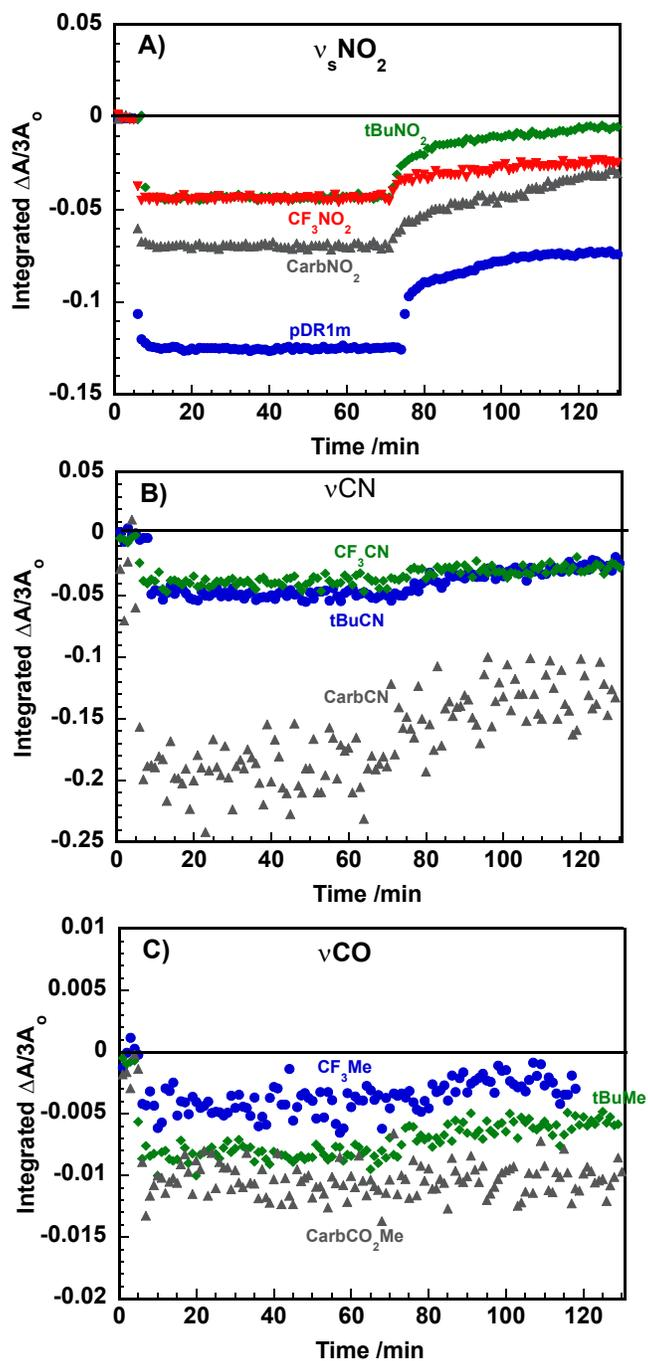 A)
νₛNO₂
0.05
0
-0.05
-0.1
-0.15
Integrated ΔA/3Aₒ
tBuNO₂
CF₃NO₂
CarbNO₂
pDR1m
0 20 40 60 80 100 120
Time /min
B)
νCN
0.05
0
-0.05
-0.1
-0.15
-0.2
-0.25
Integrated ΔA/3Aₒ
CF₃CN
tBuCN
CarbCN
0 20 40 60 80 100 120
Time /min
C)
νCO
0.01
0.005
0
-0.005
-0.01
-0.015
-0.02
Integrated ΔA/3Aₒ
CF₃Me
tBuMe
CarbCO₂Me
0 20 40 60 80 100 120
Time /min